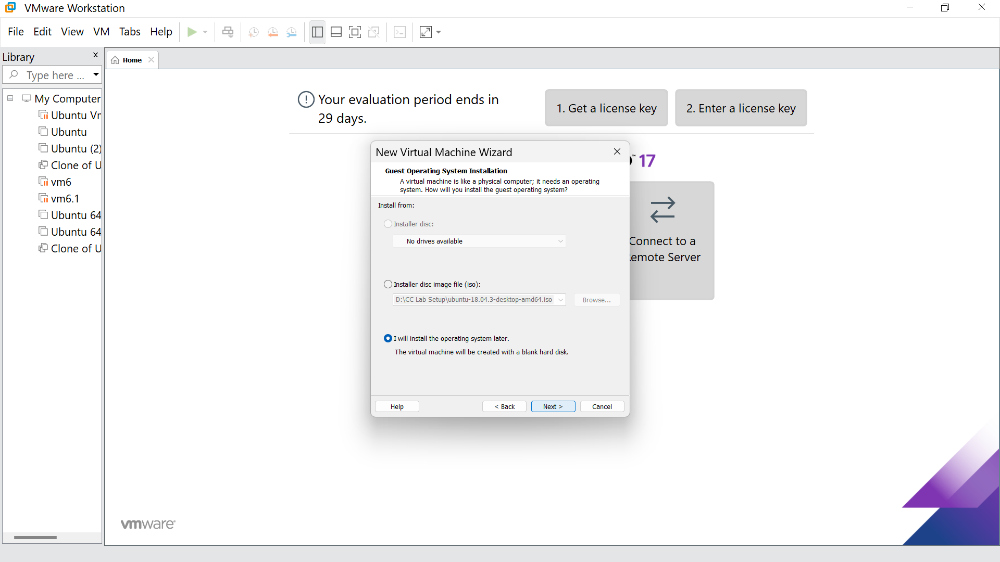 VMware Workstation
File Edit View VM Tabs Help
Library
Type here ...
My Computer
Ubuntu Vr
Ubuntu
Ubuntu (2)
Clone of U
vm6
vm6.1
Ubuntu 64
Ubuntu 64
Clone of U
Home
Your evaluation period ends in
29 days.
1. Get a license key
2. Enter a license key
™ 17
New Virtual Machine Wizard
Guest Operating System Installation
A virtual machine is like a physical computer; it needs an operating
system. How will you install the guest operating system?
Install from:
Installer disc:
No drives available
Installer disc image file (iso):
D:\CC Lab Setup\ubuntu-18.04.3-desktop-amd64.iso
Browse...
I will install the operating system later.
The virtual machine will be created with a blank hard disk.
Help < Back Next > Cancel
Connect to a
emote Server
vmware